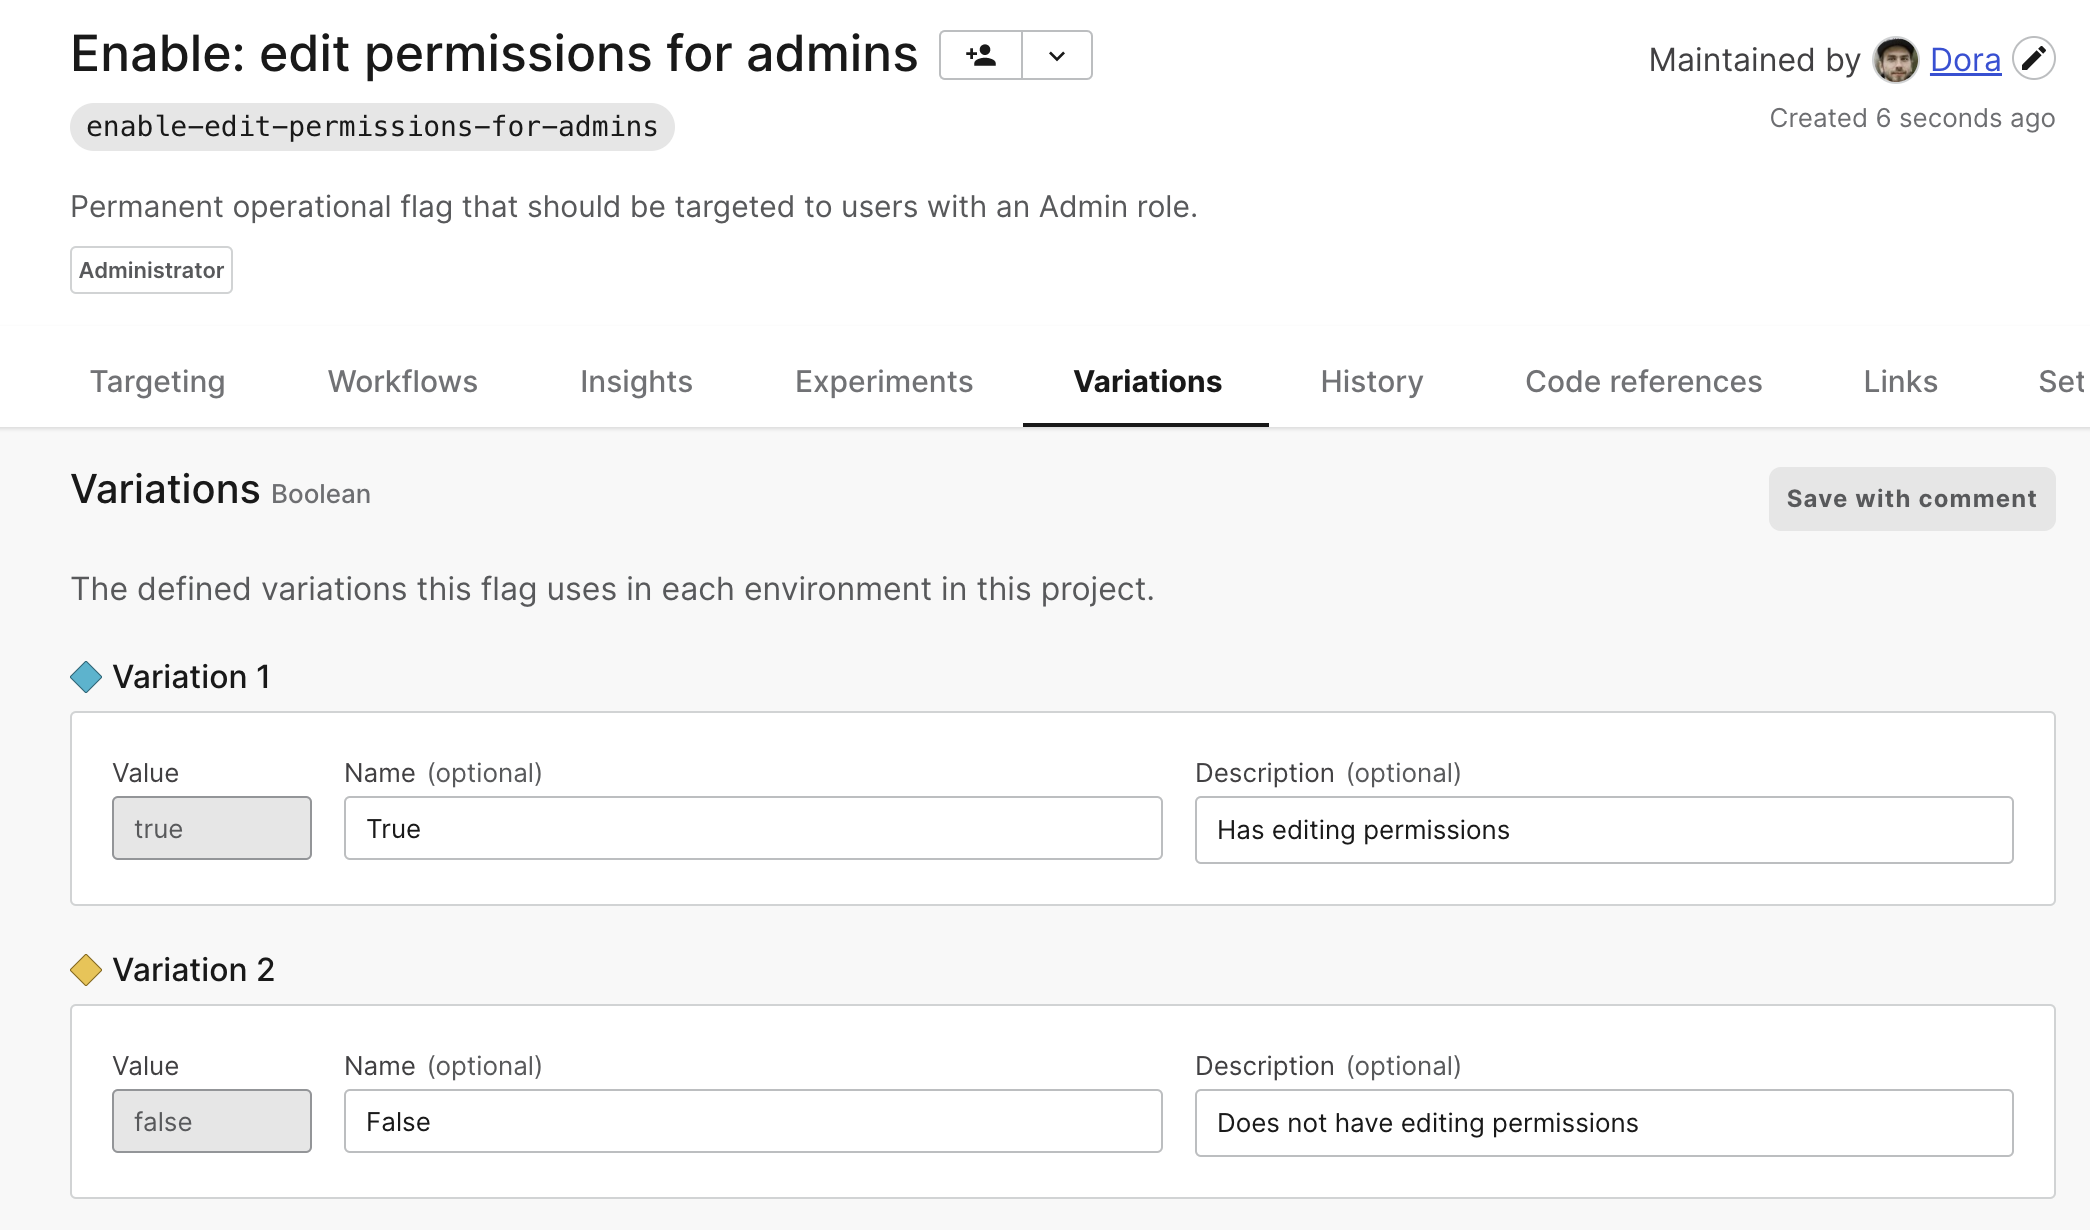 Enable: edit permissions for admins
Maintained by Dora
enable-edit-permissions-for-admins
Created 6 seconds ago
Permanent operational flag that should be targeted to users with an Admin role.
Administrator
Targeting Workflows Insights Experiments Variations History Code references Links Set
Variations Boolean
Save with comment
The defined variations this flag uses in each environment in this project.
Variation 1
Value Name (optional) Description (optional)
true True Has editing permissions
Variation 2
Value Name (optional) Description (optional)
false False Does not have editing permissions